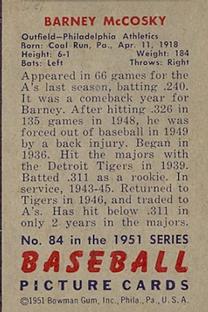 BARNEY McCOSKY
Outfield—Philadelphia Athletics
Born: Coal Run, Pa., Apr. 11, 1918
Height: 6-1 Weight: 184
Bats: Left Throws: Right
Appeared in 66 games for the
A's last season, batting .240.
It was a comeback year for
Barney. After hitting .326 in
135 games in 1948, he was
forced out of baseball in 1949
by a back injury. Began in
1936. Hit the majors with
the Detroit Tigers in 1939.
Batted .311 as a rookie. In
service, 1943-45. Returned to
Tigers in 1946, and traded to
A's. Has hit below .311 in
only 2 years in the majors.
No. 84 in the 1951 SERIES
BASEBALL
PICTURE CARDS
©1951 Bowman Gum, Inc., Phila., Pa., U. S. A.